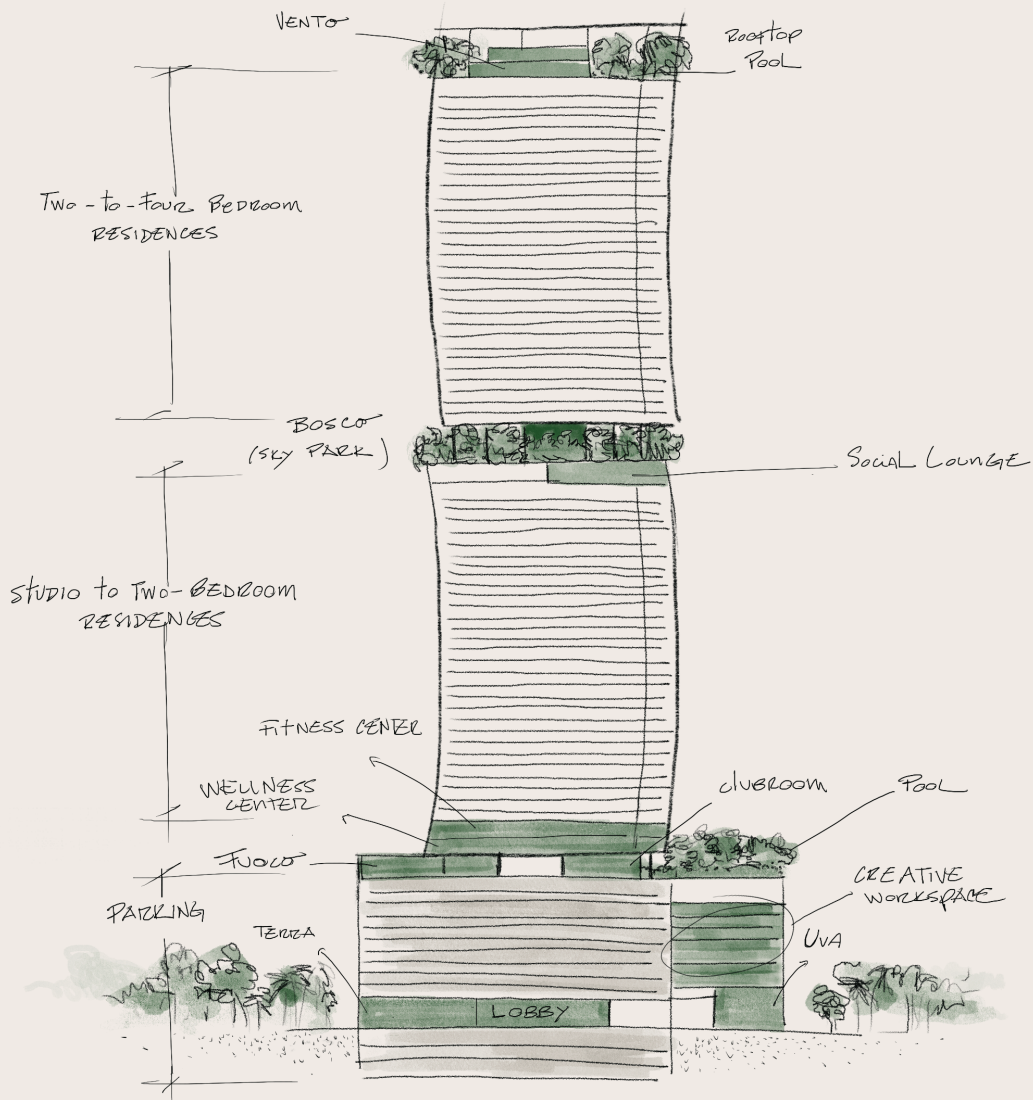 VENTO
ROOFTOP
POOL
Two-to-Four BEDROOM
RESIDENCES
BOSCO
(SKY PARK)
SOCIAL LOUNGE
STUDIO to Two-BEDROOM
RESIDENCES
FITNESS CENTER
WELLNESS
CENTER
CLUBROOM
POOL
FUOCO
CREATIVE
WORKSPACE
PARKING
TERRA
UVA
LOBBY